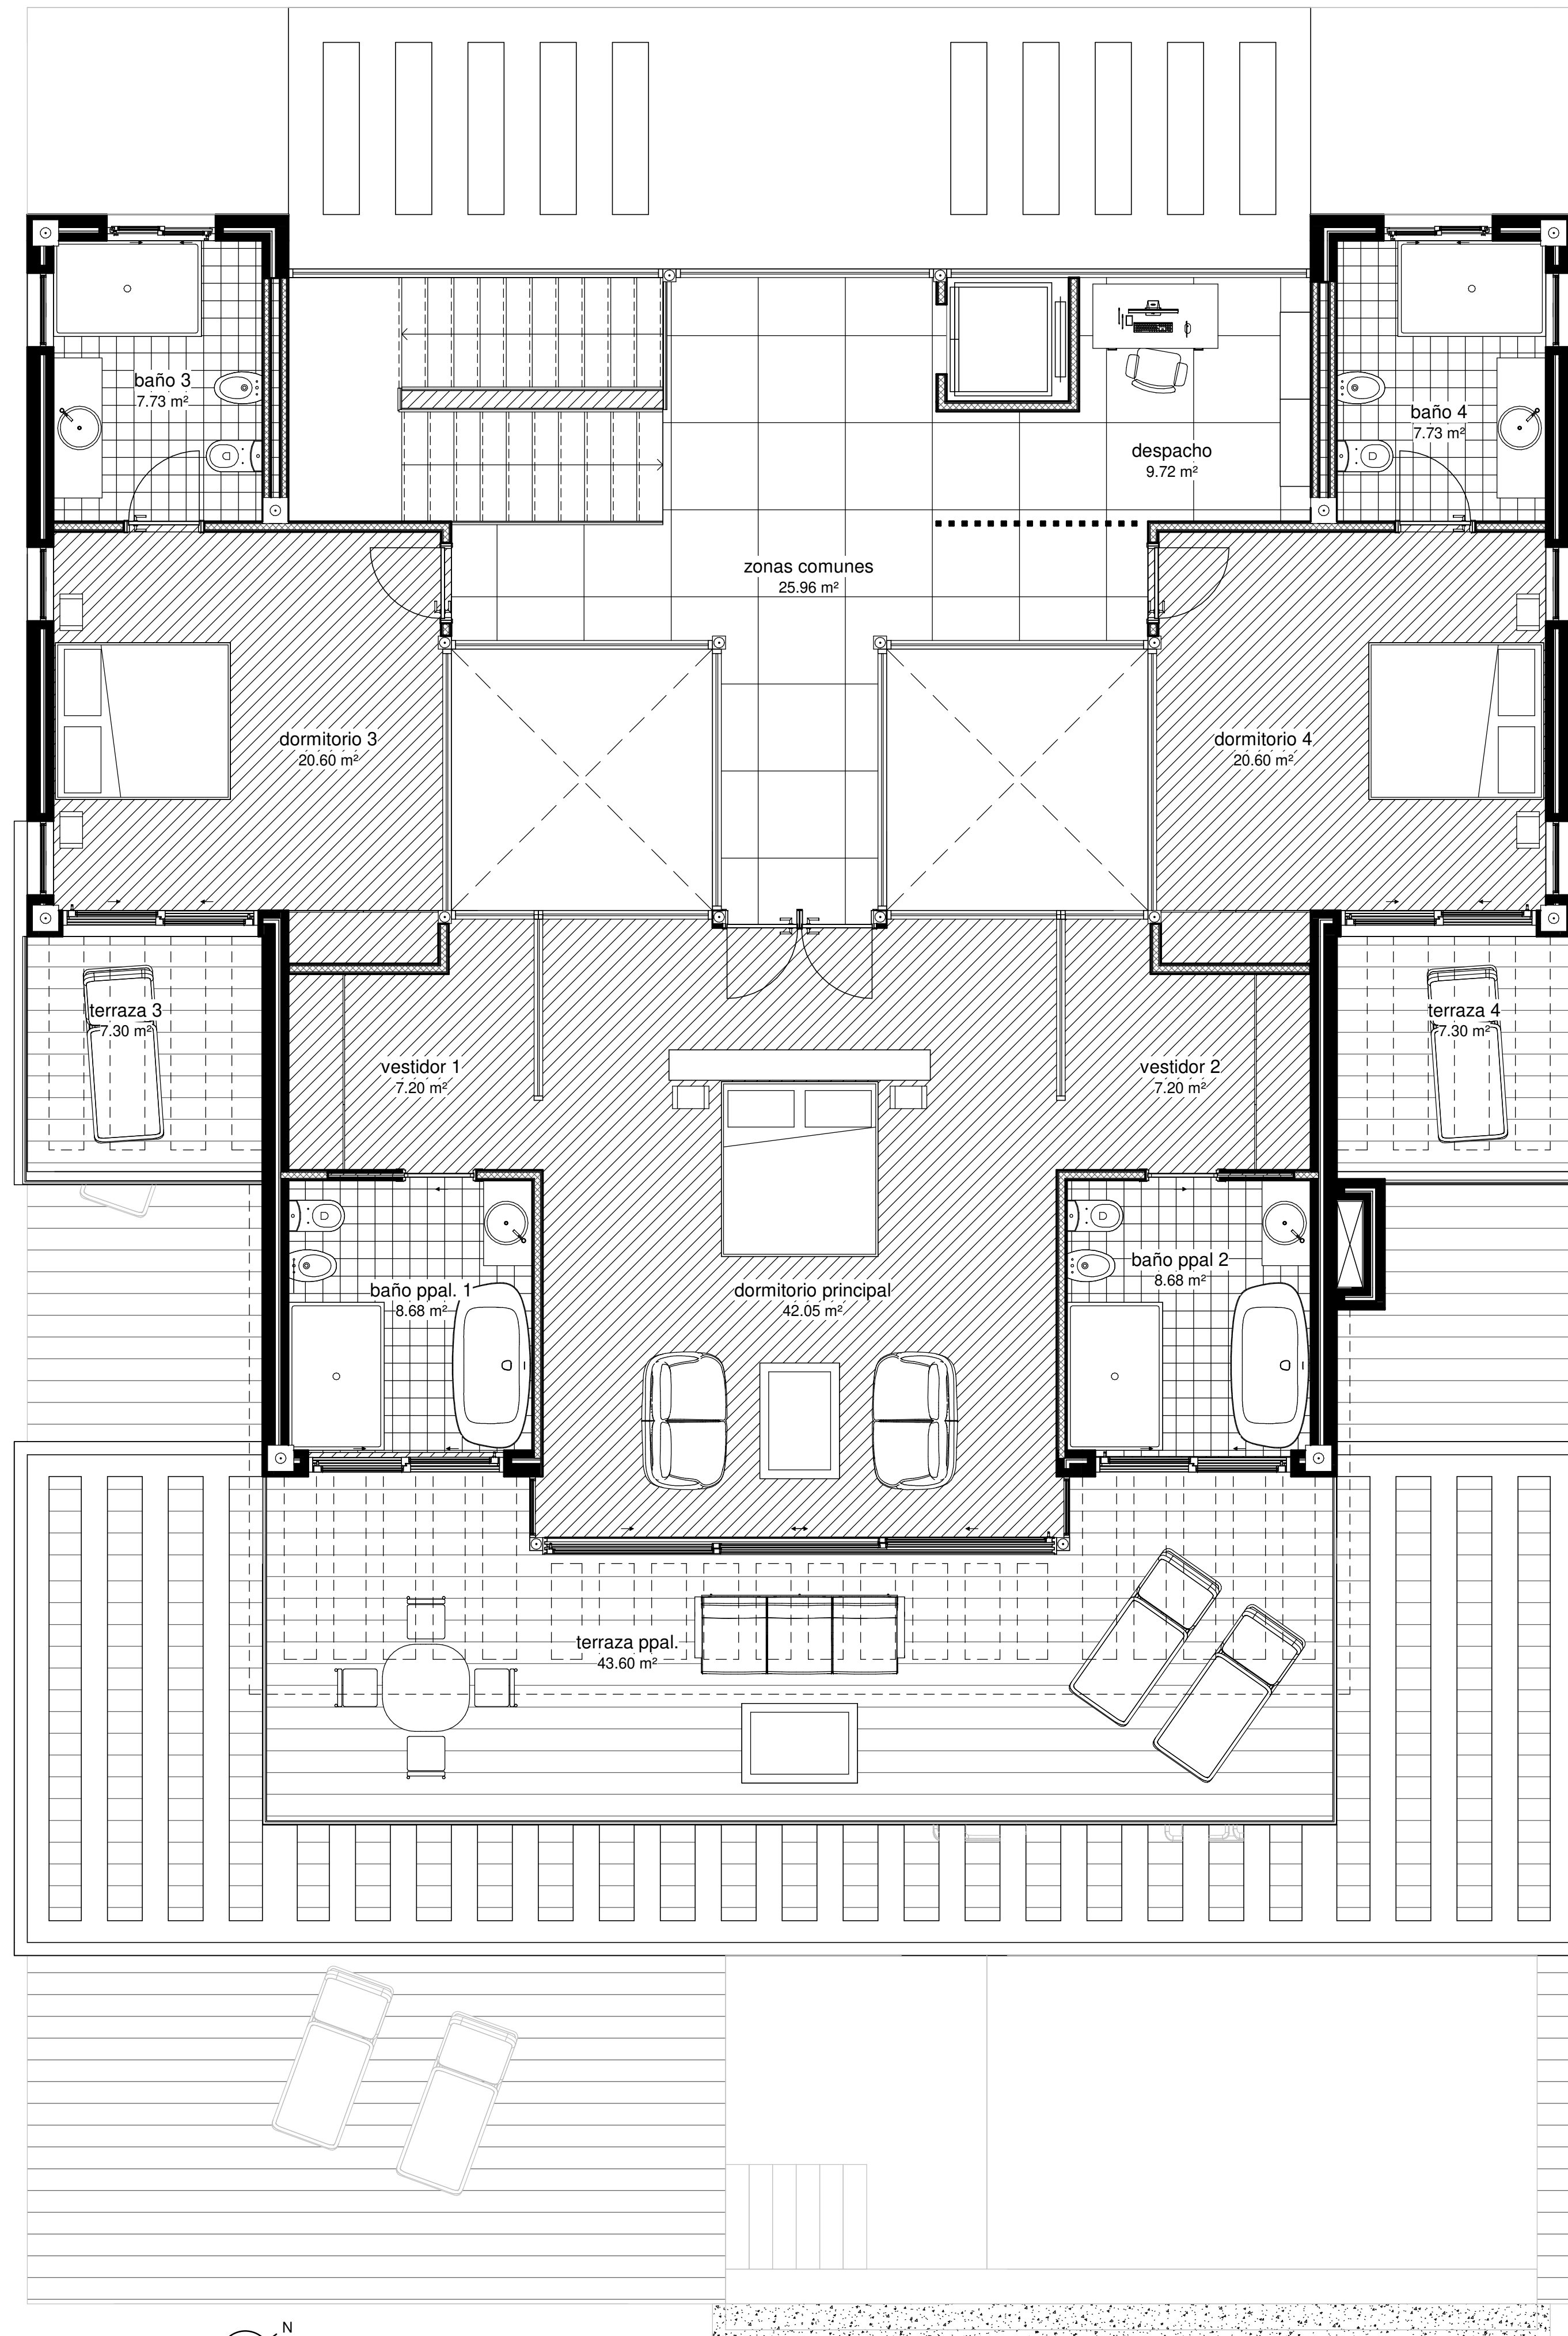 baño 3
7.73 m²
baño 4
7.73 m²
despacho
9.72 m²
zonas comunes
25.96 m²
dormitorio 3
20.60 m²
dormitorio 4
20.60 m²
terraza 3
7.30 m²
terraza 4
7.30 m²
vestidor 1
7.20 m²
vestidor 2
7.20 m²
baño ppal. 1
8.68 m²
dormitorio principal
42.05 m²
baño ppal 2
8.68 m²
terraza ppal.
43.60 m²
N